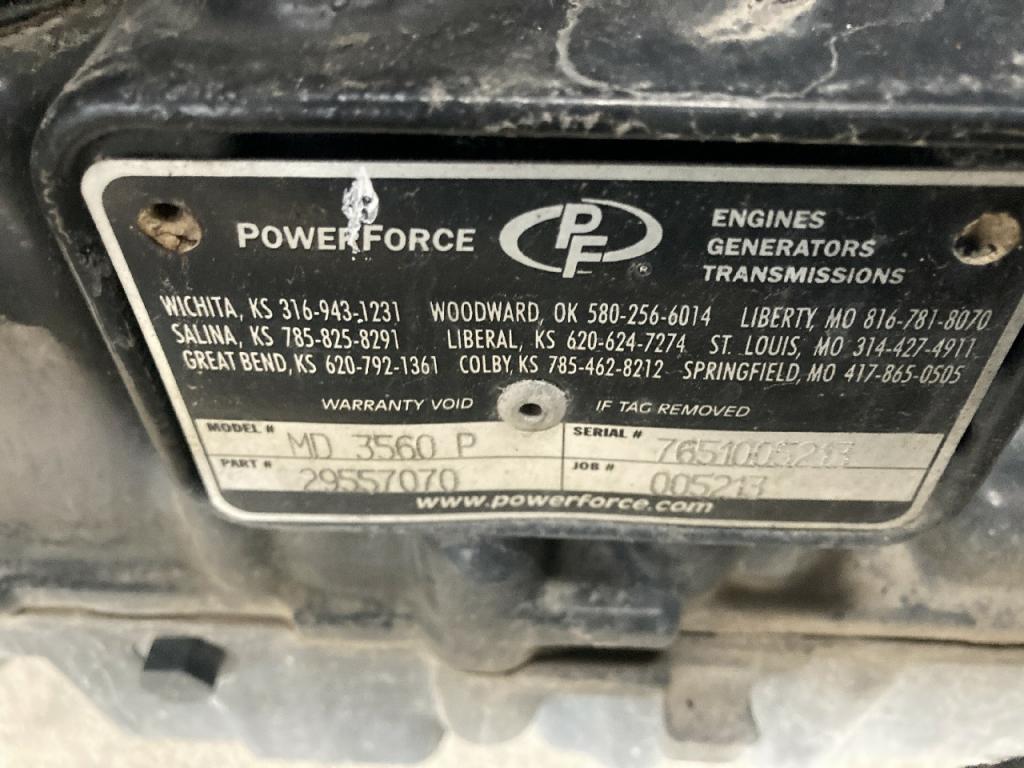 POWERFORCE
PF
®
ENGINES
GENERATORS
TRANSMISSIONS
WICHITA, KS 316-943-1231 WOODWARD, OK 580-256-6014 LIBERTY, MO 816-781-8070
SALINA, KS 785-825-8291 LIBERAL, KS 620-624-7274 ST. LOUIS, MO 314-427-4911
GREAT BEND, KS 620-792-1361 COLBY, KS 785-462-8212 SPRINGFIELD, MO 417-865-0505
WARRANTY VOID IF TAG REMOVED
MODEL # MD 3560 P SERIAL # 7651005213
PART # 29557070 JOB # 005213
www.powerforce.com